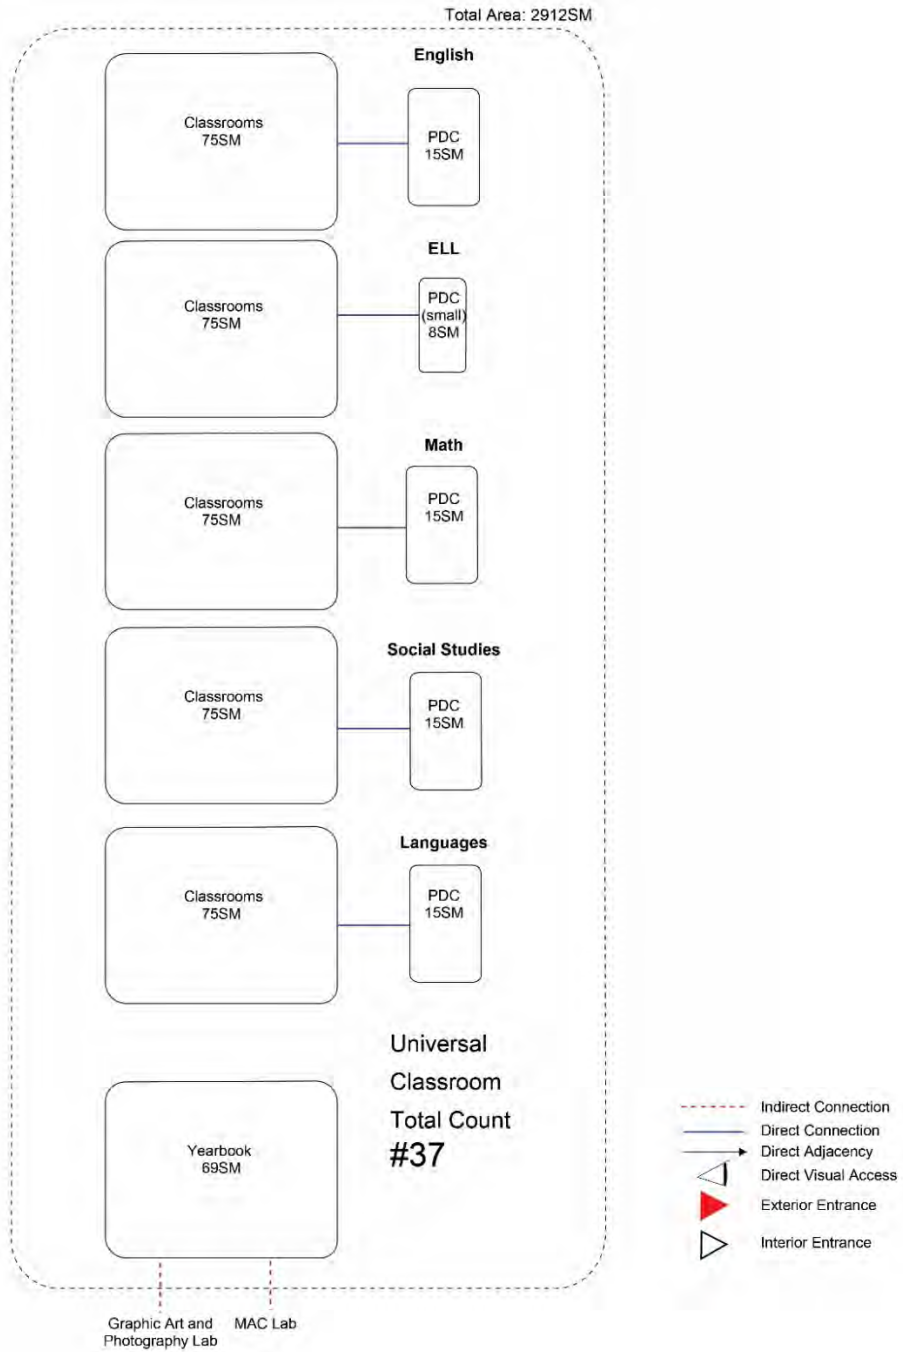 Total Area: 2912SM
English
Classrooms
75SM
PDC
15SM
ELL
Classrooms
75SM
PDC
(small)
8SM
Math
Classrooms
75SM
PDC
15SM
Social Studies
Classrooms
75SM
PDC
15SM
Languages
Classrooms
75SM
PDC
15SM
Universal
Classroom
Total Count
#37
Yearbook
69SM
Indirect Connection
Direct Connection
Direct Adjacency
Direct Visual Access
Exterior Entrance
Interior Entrance
Graphic Art and
Photography Lab
MAC Lab